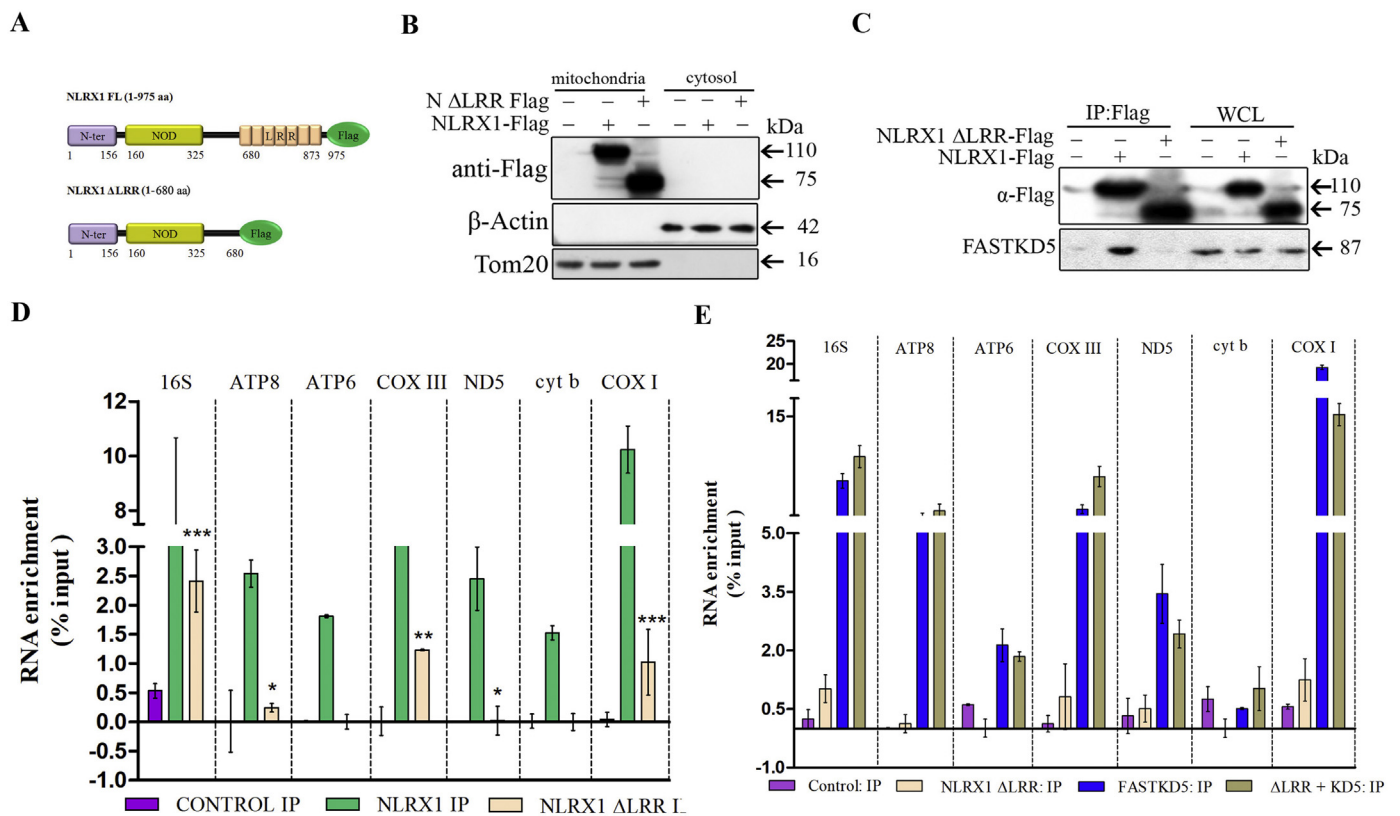 A
NLRX1 FL (1-975 aa)
N-ter NOD L R R Flag
1 156 160 325 680 873 975
NLRX1 ΔLRR (1-680 aa)
N-ter NOD Flag
1 156 160 325 680
B
mitochondria cytosol
N ΔLRR Flag – – + – – +
NLRX1-Flag – + – – + – kDa
anti-Flag 110
75
β-Actin 42
Tom20 16
C
IP:Flag WCL
NLRX1 ΔLRR-Flag – – + – – +
NLRX1-Flag – + – – + – kDa
α-Flag 110
75
FASTKD5 87
D
16S ATP8 ATP6 COX III ND5 cyt b COX I
RNA enrichment
(% input )
12
10
8
3.0
2.5
2.0
1.5
1.0
0.5
0.0
-0.5
-1.0
*** * ** * ***
CONTROL IP NLRX1 IP NLRX1 ΔLRR I
E
16S ATP8 ATP6 COX III ND5 cyt b COX I
RNA enrichment
(% input )
25
20
15
5.0
3.5
2.0
0.5
-1.0
Control: IP NLRX1 ΔLRR: IP FASTKD5: IP ΔLRR + KD5: IP